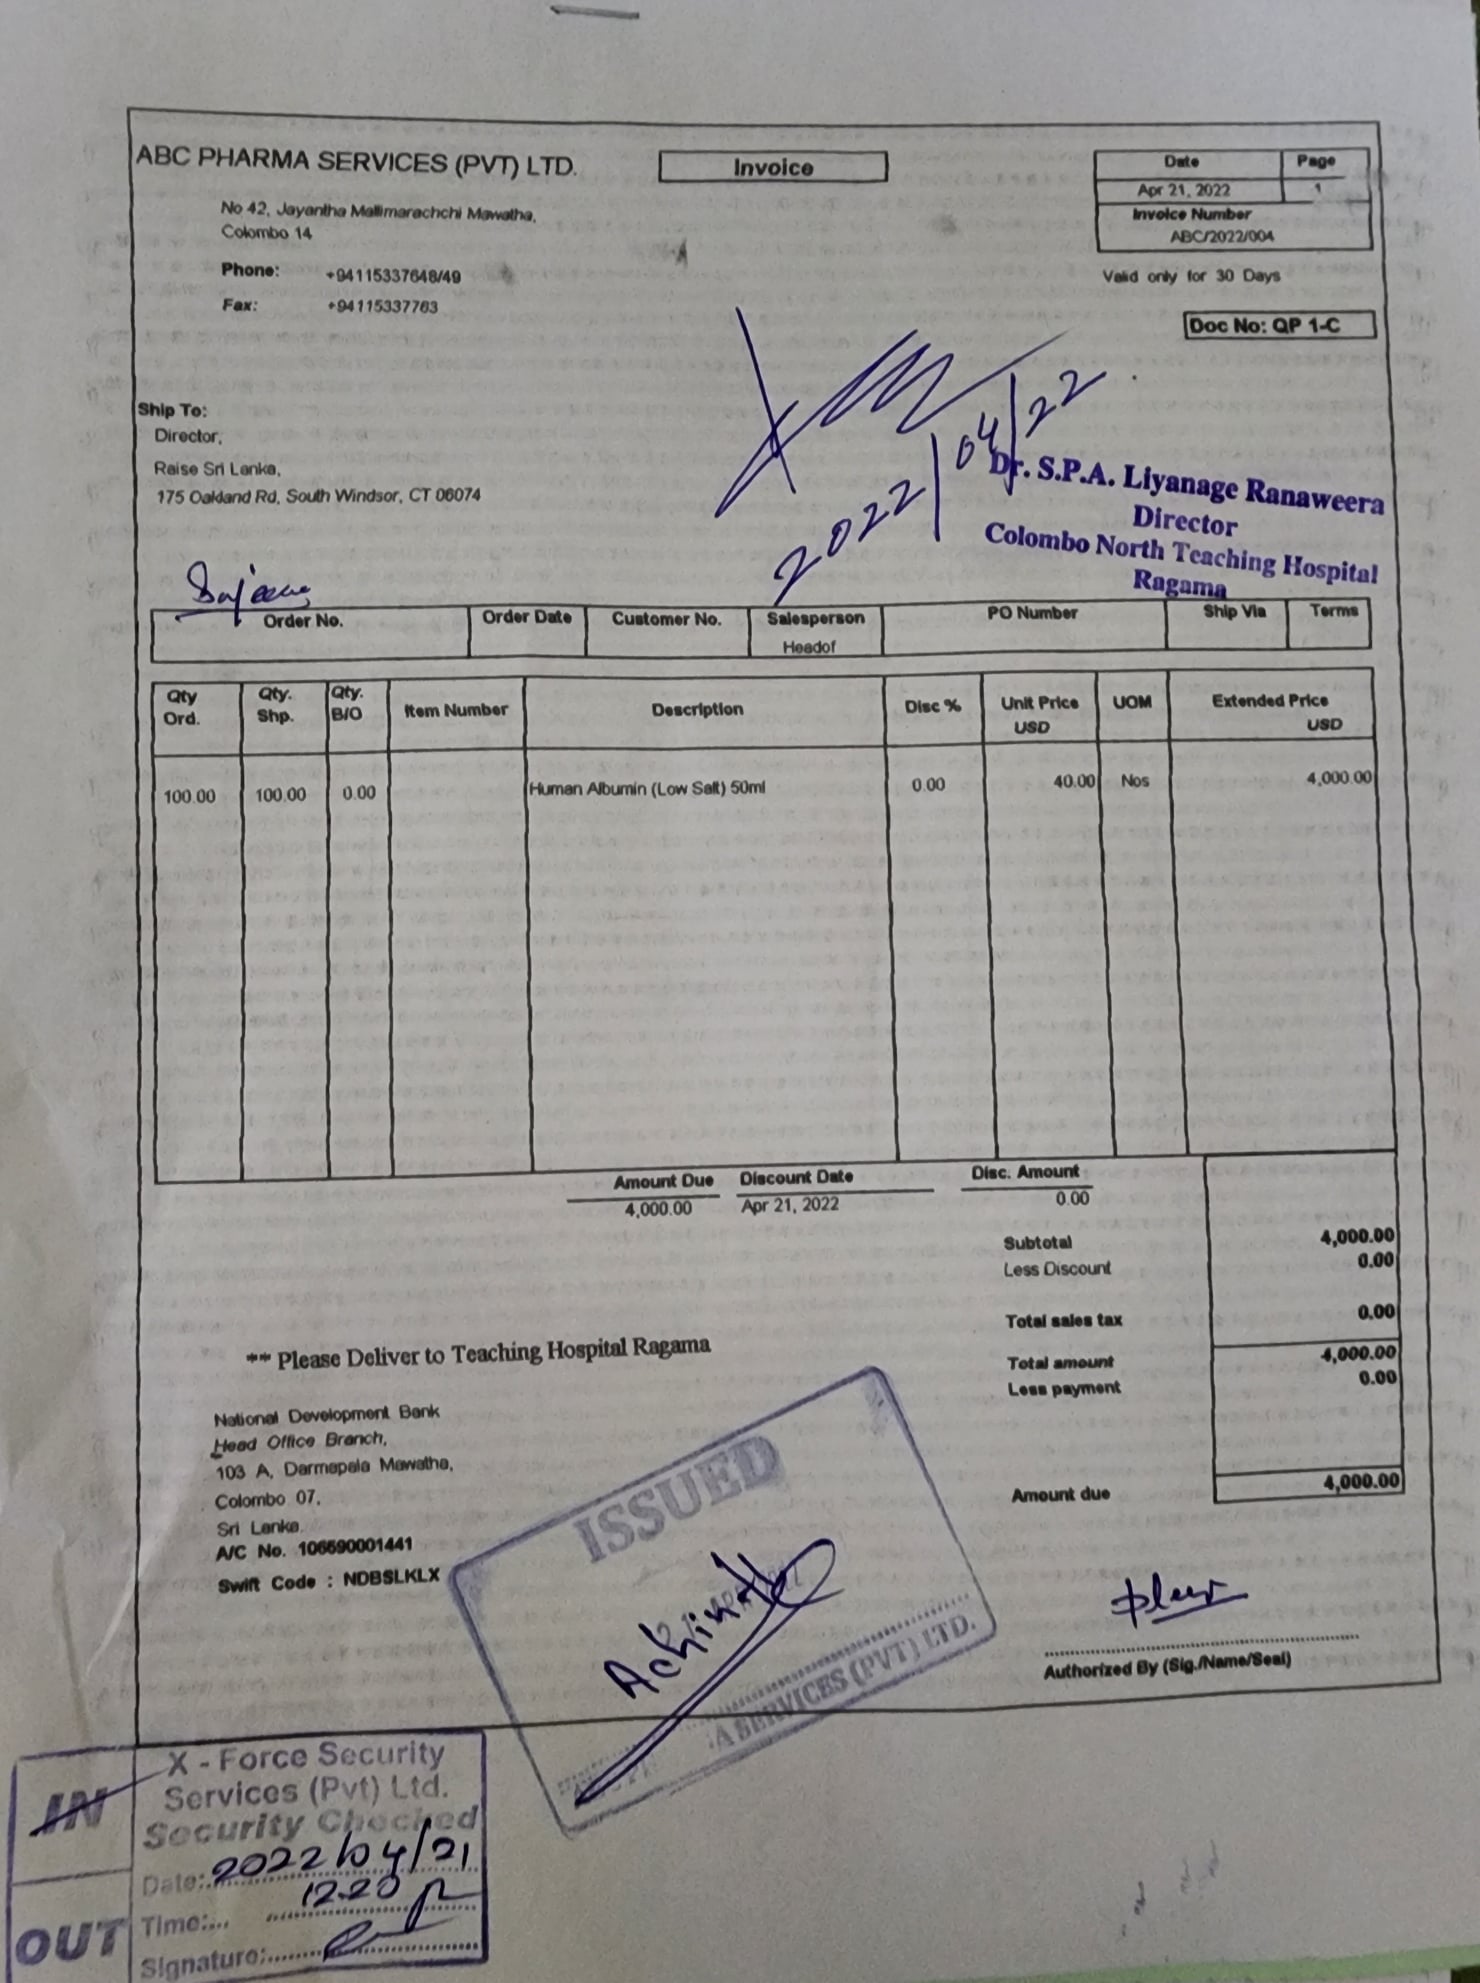 ABC PHARMA SERVICES (PVT) LTD.
Invoice
Date Page
Apr 21, 2022 1
Invoice Number
ABC/2022/004
No 42, Jayantha Mallimarachchi Mawatha,
Colombo 14
Phone: +94115337648/49
Fax: +94115337763
Valid only for 30 Days
Doc No: QP 1-C
Ship To:
Director,
Raise Sri Lanka,
175 Oakland Rd, South Windsor, CT 06074
2022/04/22
Dr. S.P.A. Liyanage Ranaweera
Director
Colombo North Teaching Hospital
Ragama
Order No. Order Date Customer No. Salesperson PO Number Ship Via Terms
Headof
Qty Ord. Qty. Shp. Qty. B/O Item Number Description Disc % Unit Price USD UOM Extended Price USD
100.00 100.00 0.00 Human Albumin (Low Salt) 50ml 0.00 40.00 Nos 4,000.00
Amount Due Discount Date Disc. Amount
4,000.00 Apr 21, 2022 0.00
Subtotal 4,000.00
Less Discount 0.00
Total sales tax 0.00
** Please Deliver to Teaching Hospital Ragama
Total amount 4,000.00
Less payment 0.00
National Development Bank
Head Office Branch,
103 A, Darmapala Mawatha,
Colombo 07,
Sri Lanka.
A/C No. 106590001441
Swift Code : NDBSLKLX
Amount due 4,000.00
ISSUED
A SERVICES (PVT) LTD.
Authorized By (Sig./Name/Seal)
IN
OUT
X - Force Security
Services (Pvt) Ltd.
Security Checked
Date: 2022/04/21
Time:... 12.20
Signature: